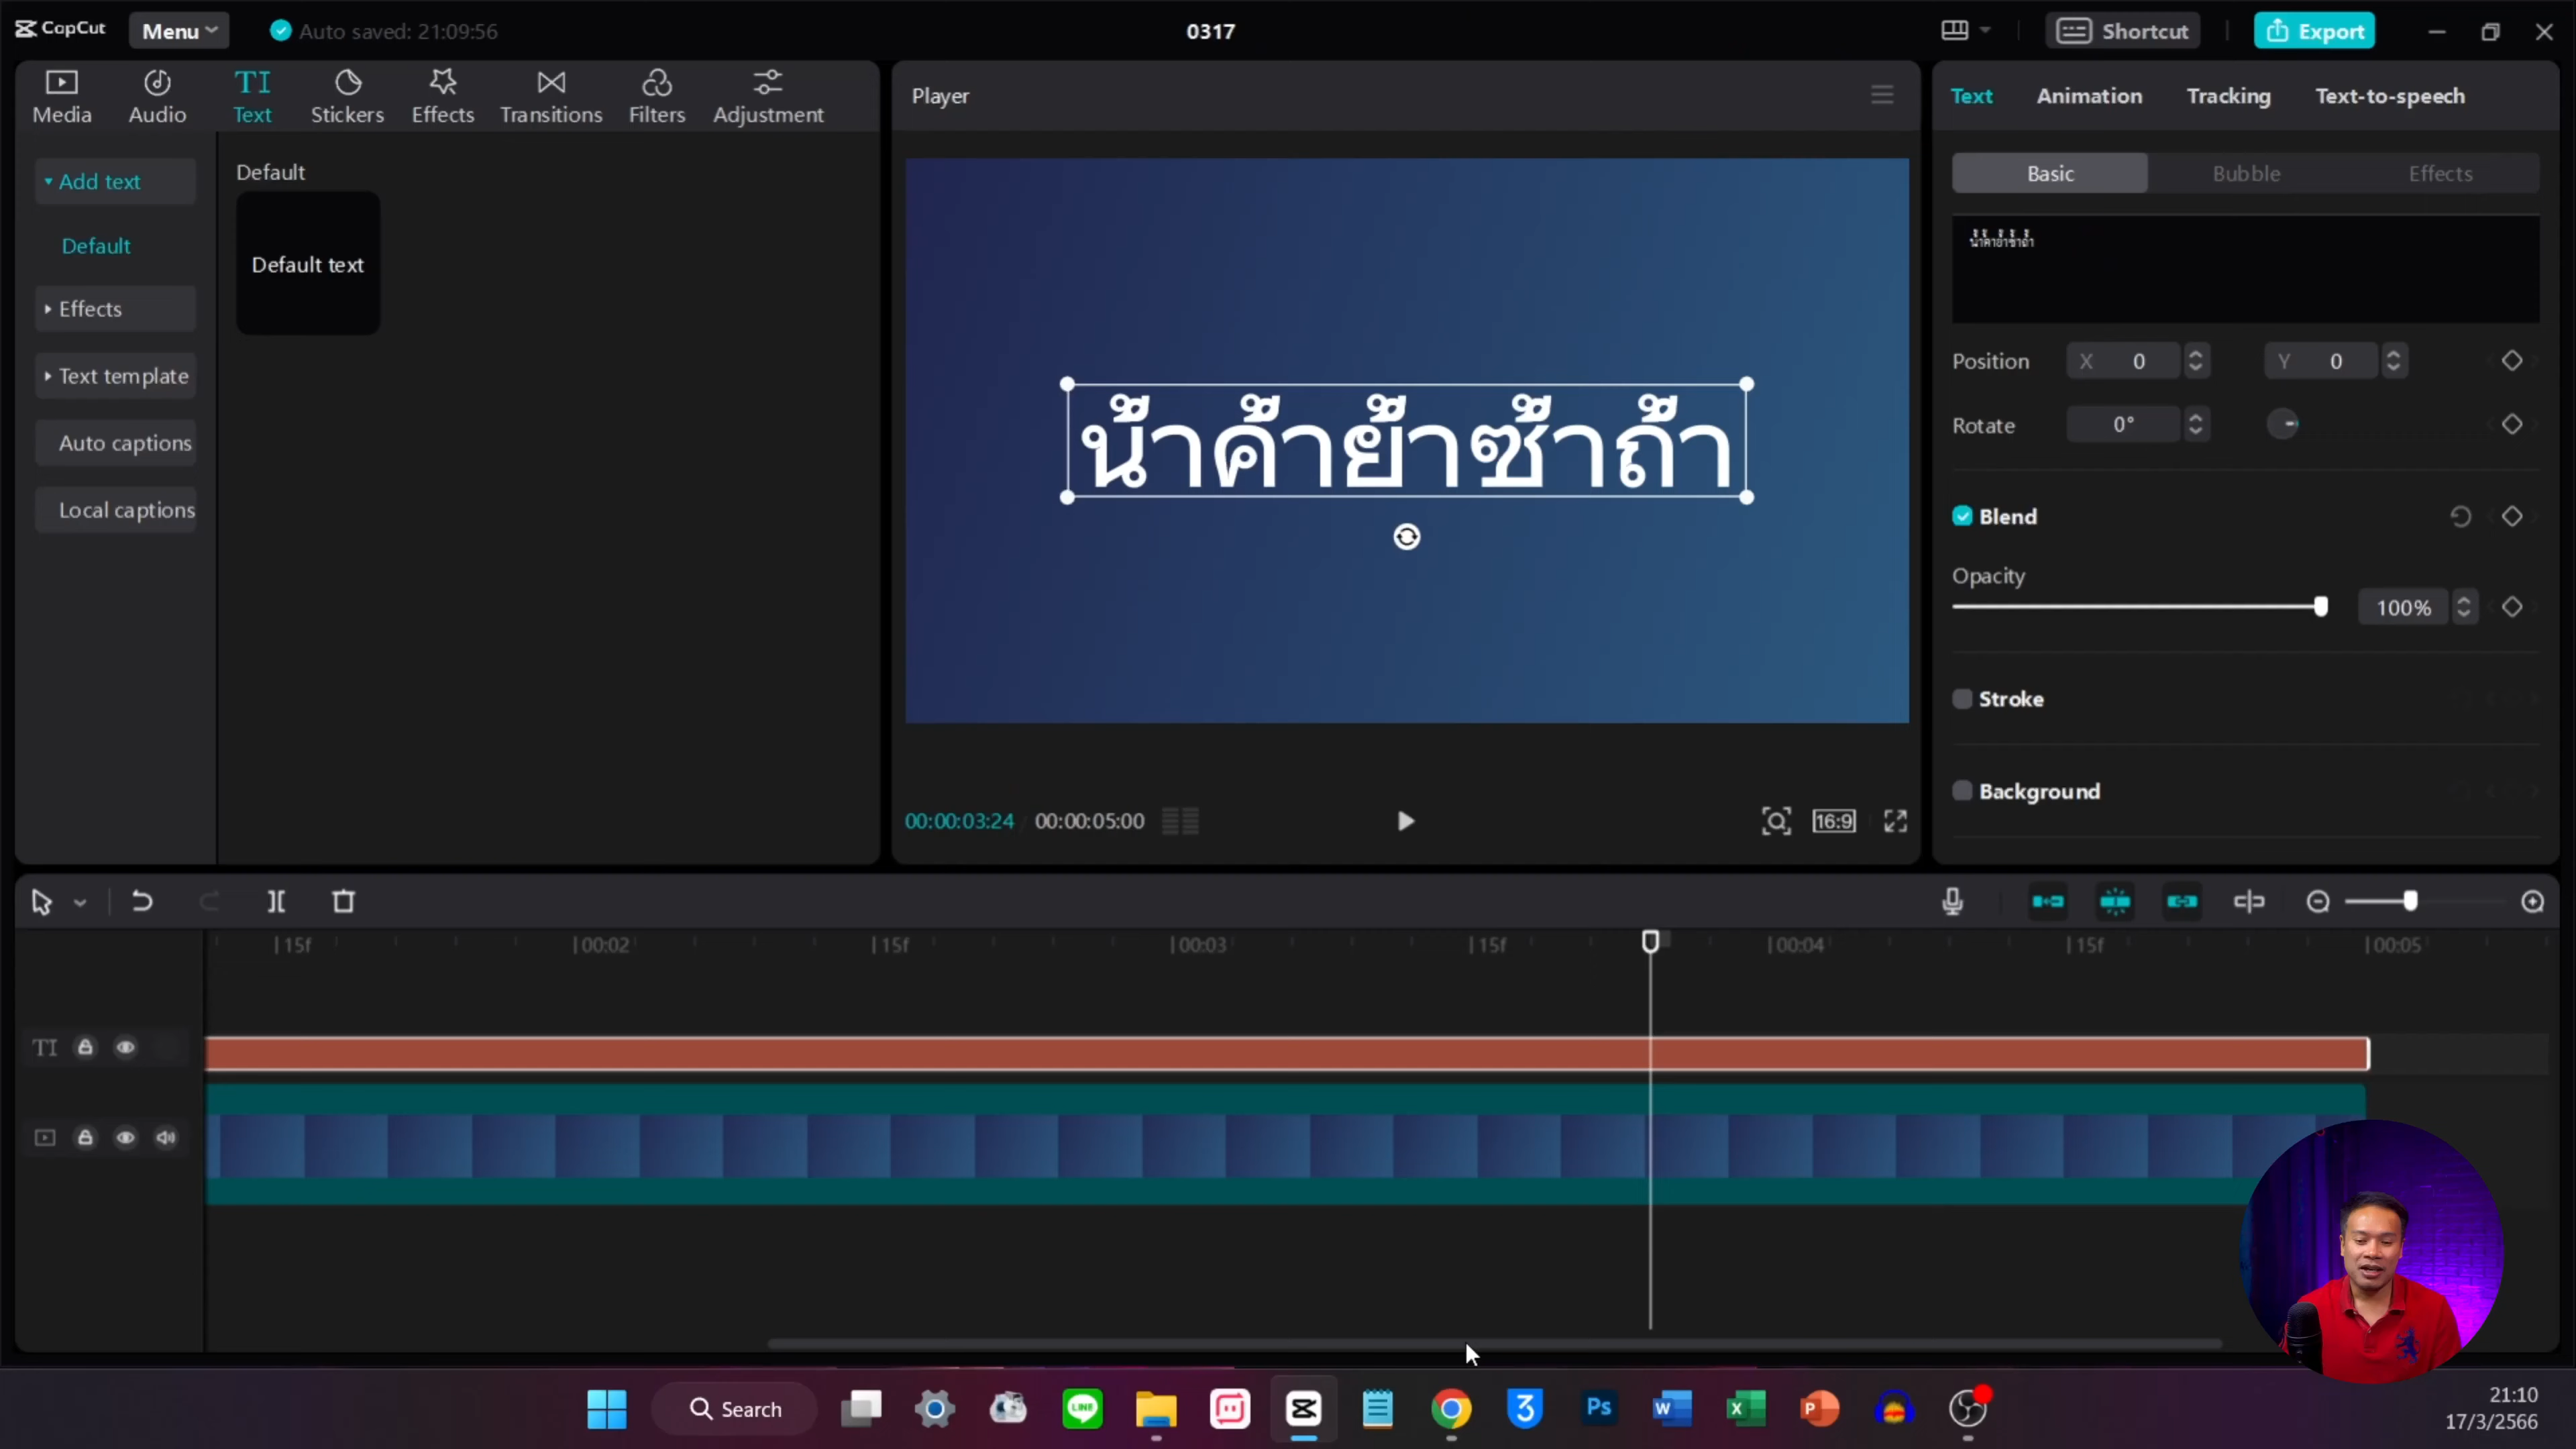 CapCut
Menu
Auto saved: 21:09:56
0317
Shortcut
Export
Media
Audio
TI
Text
Stickers
Effects
Transitions
Filters
Adjustment
Add text
Default
Effects
Text template
Auto captions
Local captions
Default
Default text
Player
น้ำค้ำย้ำซ้ำถ้ำ
00:00:03:24 / 00:00:05:00
16:9
Text
Animation
Tracking
Text-to-speech
Basic
Bubble
Effects
น้ำค้ำย้ำซ้ำถ้ำ
Position
X 0
Y 0
Rotate
0°
Blend
Opacity
100%
Stroke
Background
15f
00:02
15f
00:03
15f
00:04
15f
00:05
TI
Search
LINE
3
Ps
W
X
P
21:10
17/3/2566